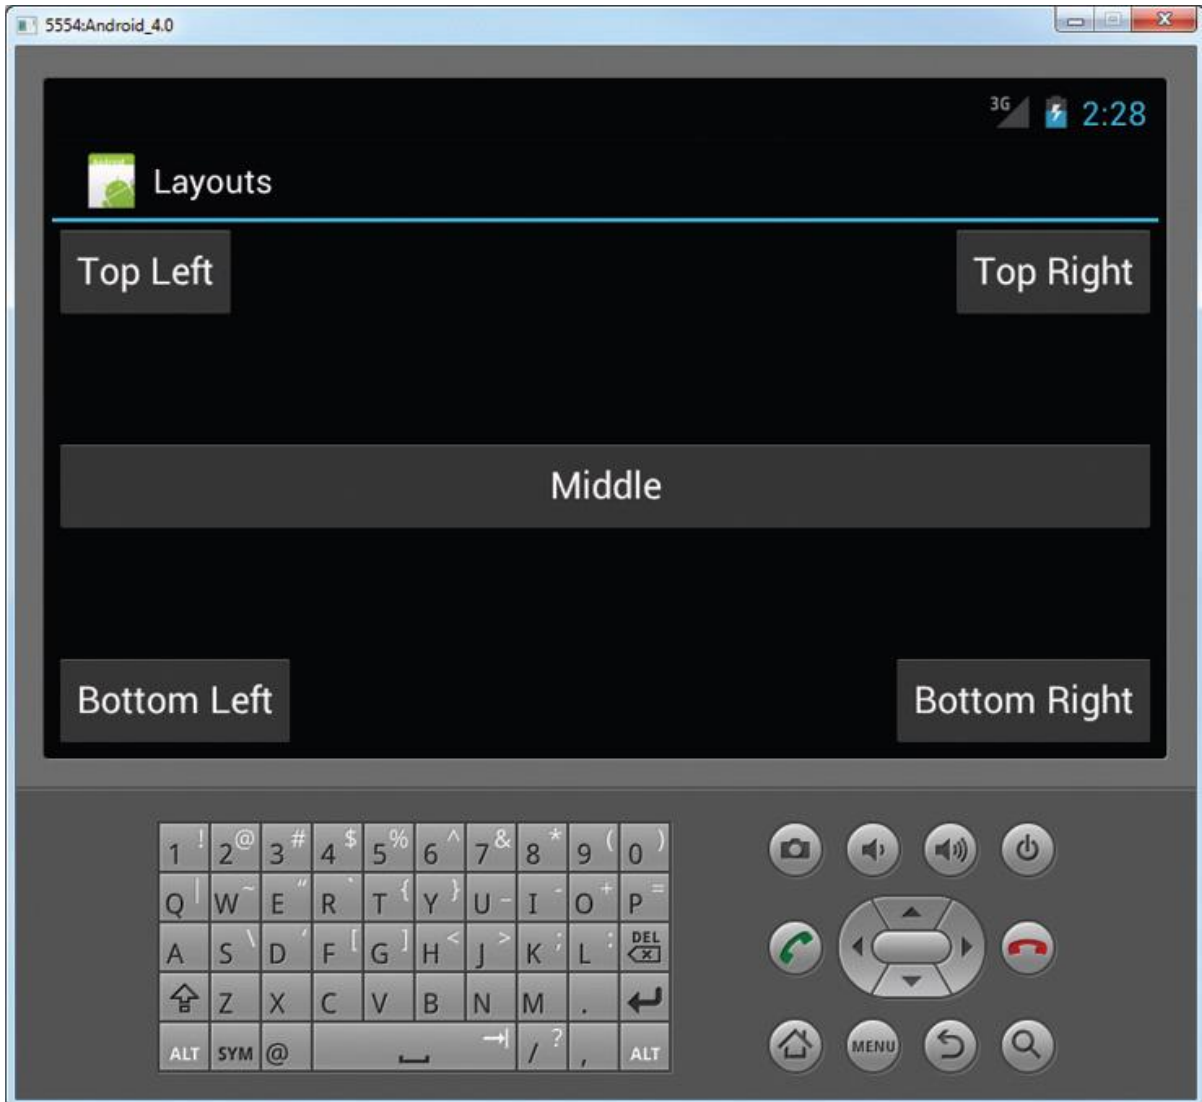 5554:Android_4.0
3G 2:28
Layouts
Top Left Top Right
Middle
Bottom Left Bottom Right
1 ! 2 @ 3 # 4 $ 5 % 6 ^ 7 & 8 * 9 ( 0 )
Q | W ~ E " R ` T { Y } U _ I - O + P =
A S \ D ' F [ G ] H < J > K ; L : DEL
Z X C V B N M .
ALT SYM @ / ? , ALT
MENU